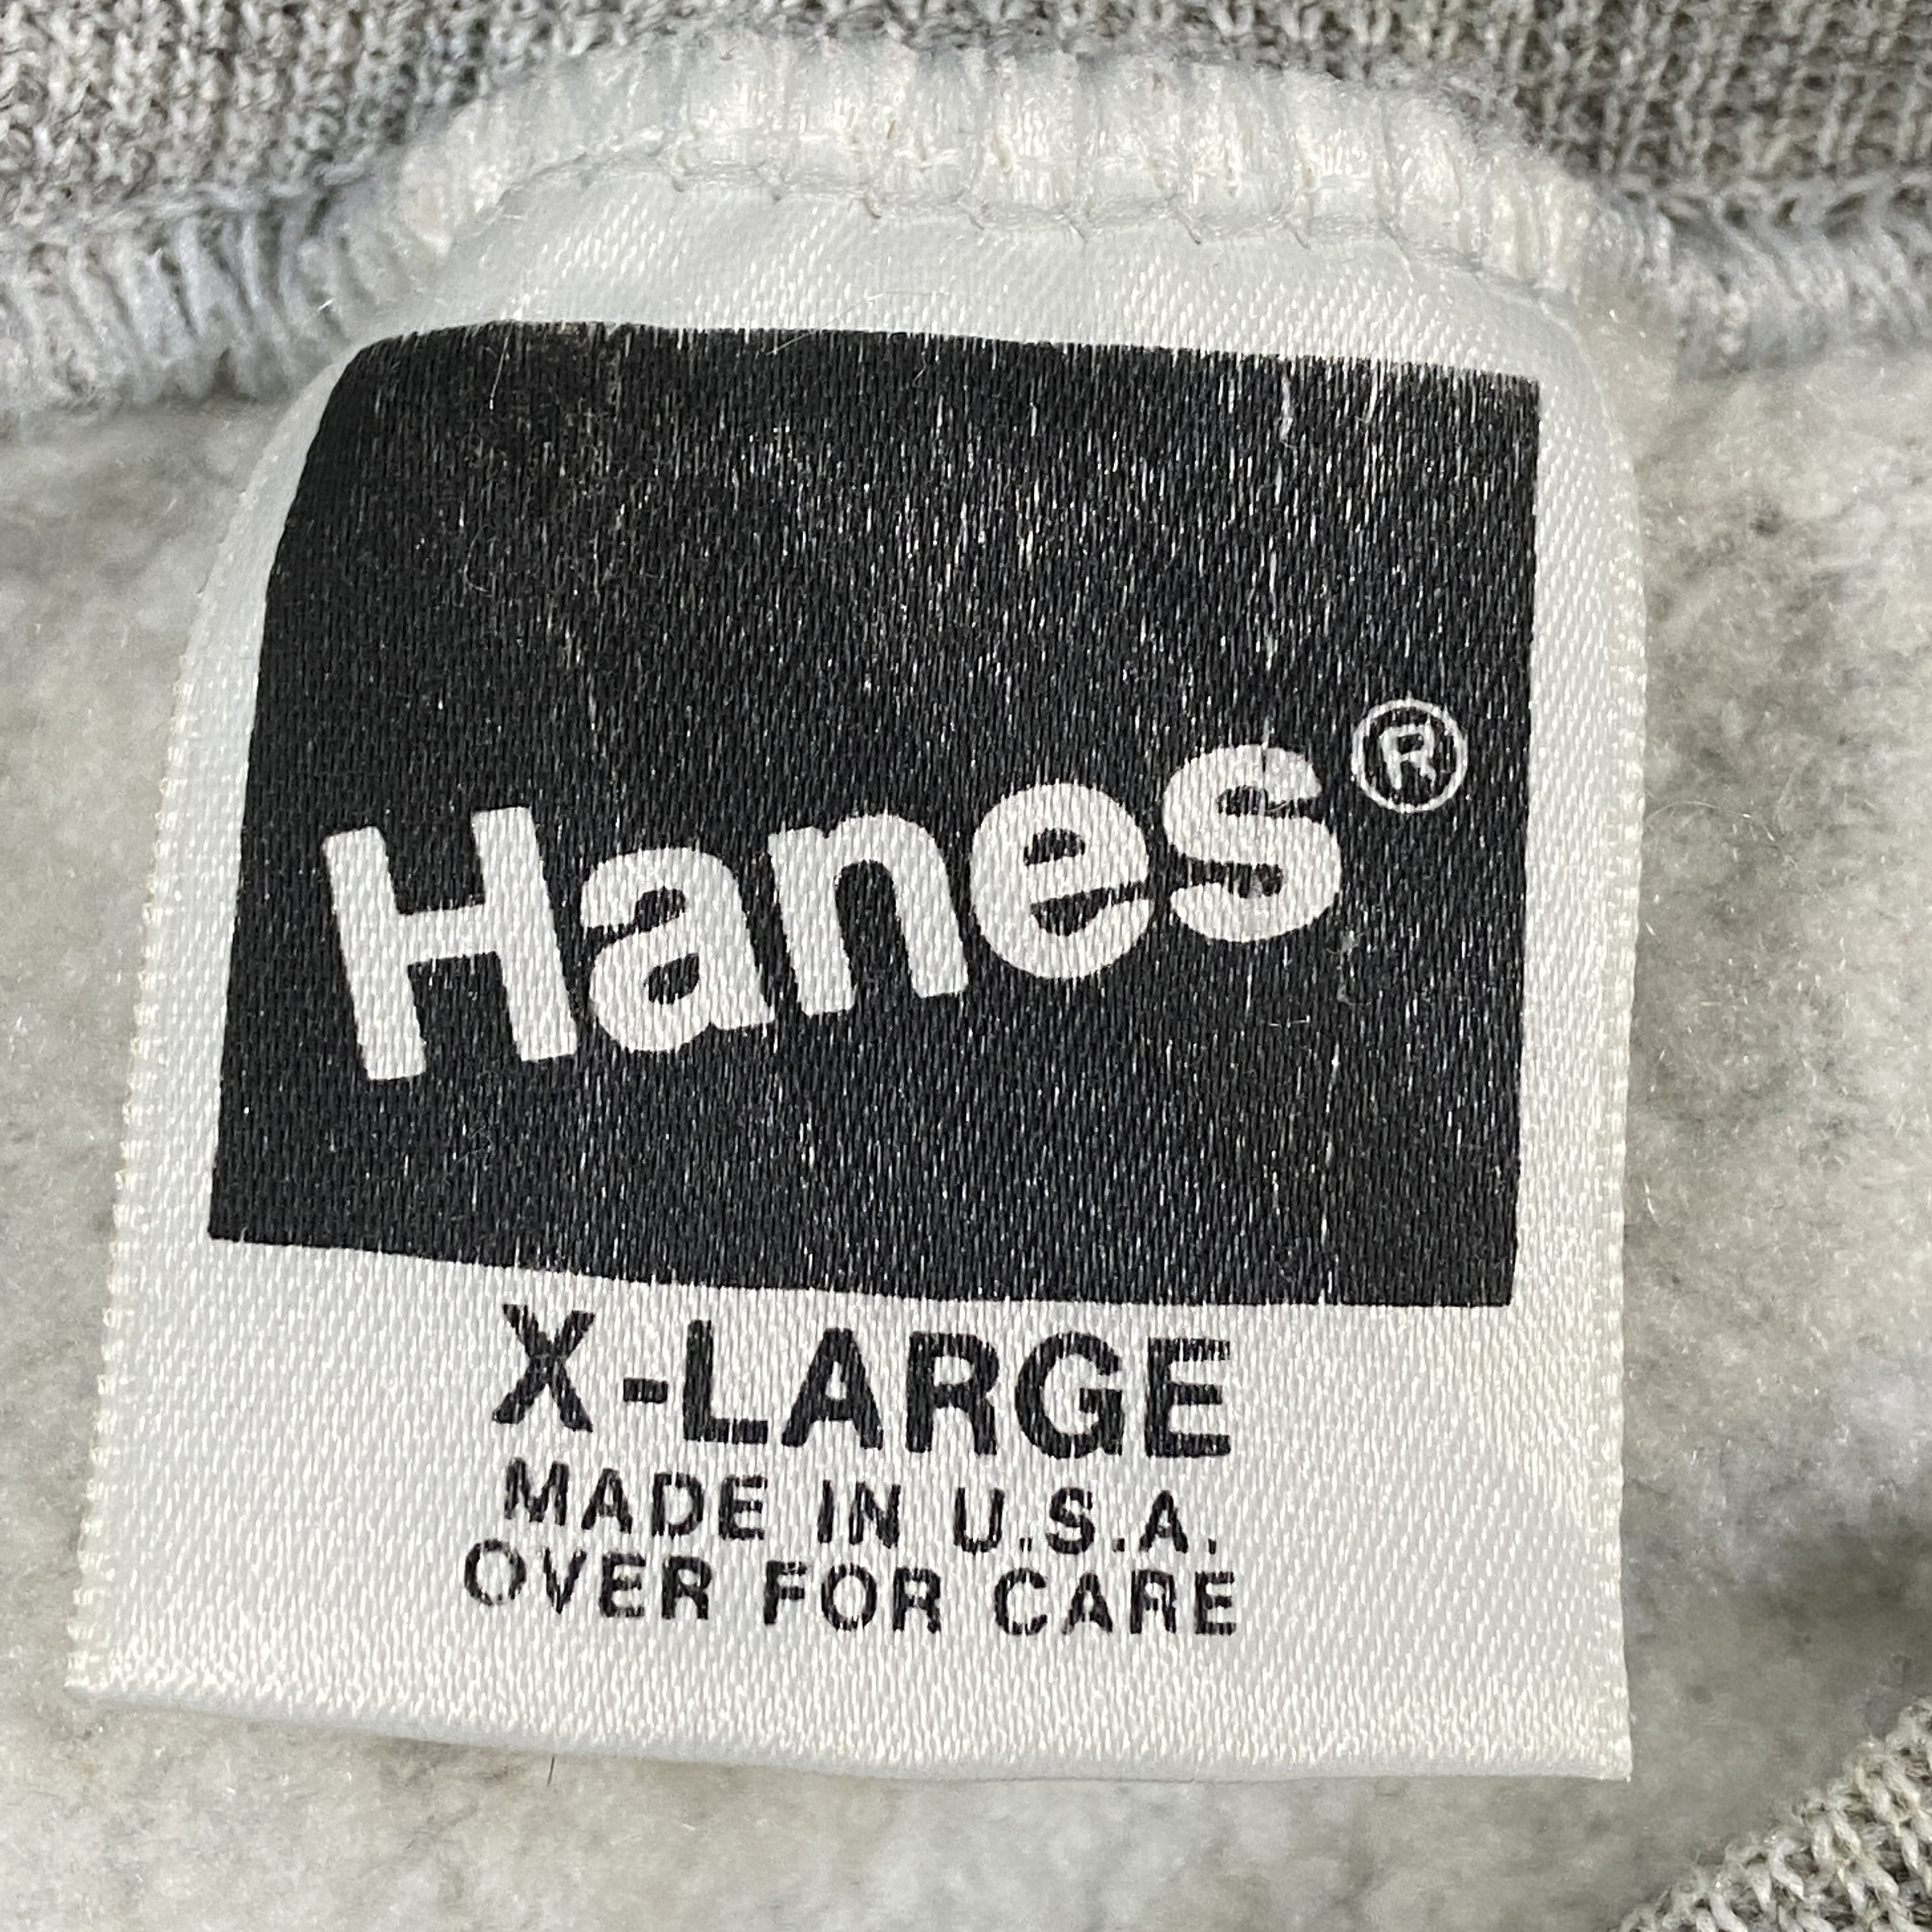 Hanes®
X-LARGE
MADE IN U.S.A.
OVER FOR CARE